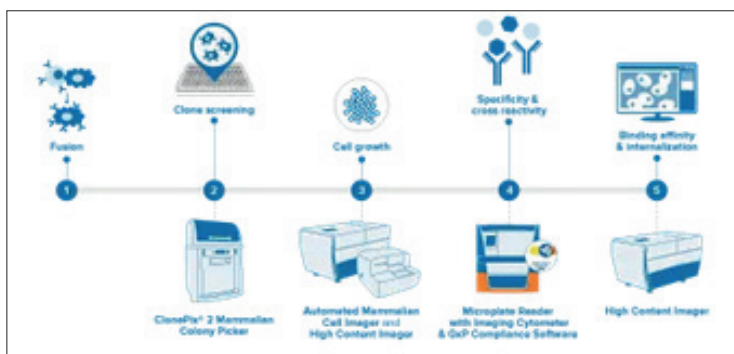 Fusion
Clone screening
Cell growth
Specificity &
cross reactivity
Binding affinity
& internalization
1
2
3
4
5
ClonePix® 2 Mammalian
Colony Picker
Automated Mammalian
Cell Imager and
High Content Imager
Microplate Reader
with Imaging Cytometer
& GxP Compliance Software
High Content Imager